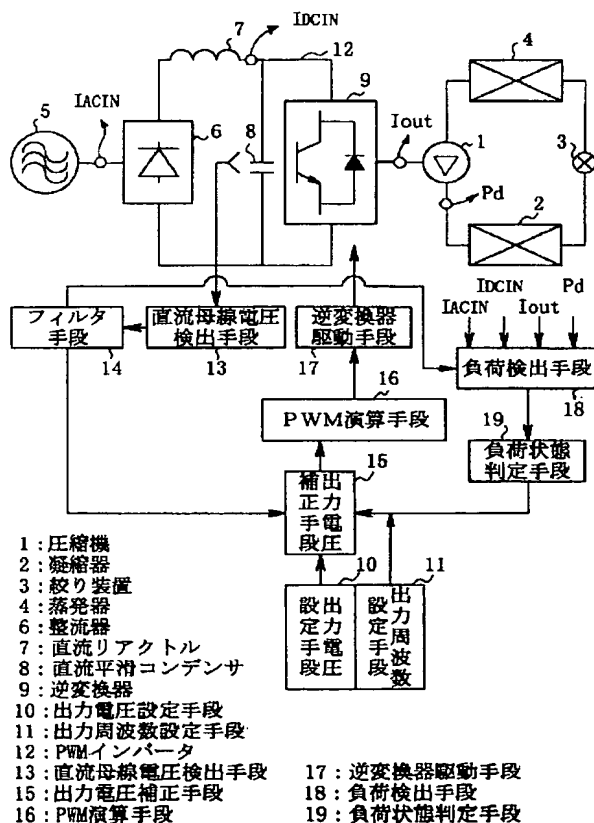 7
IDCIN
12
4
IACIN
9
5
6
8
Iout
1
3
Pd
2
IDCIN
Pd
IACIN
Iout
フィルタ
手段
直流母線電圧
検出手段
逆変換器
駆動手段
負荷検出手段
14
13
17
16
18
PWM演算手段
19
負荷状態
判定手段
15
出力電圧
補正手段
10
11
出力電圧
設定手段
出力周波数
設定手段
1:圧縮機
2:凝縮器
3:絞り装置
4:蒸発器
6:整流器
7:直流リアクトル
8:直流平滑コンデンサ
9:逆変換器
10:出力電圧設定手段
11:出力周波数設定手段
12:PWMインバータ
13:直流母線電圧検出手段
15:出力電圧補正手段
16:PWM演算手段
17:逆変換器駆動手段
18:負荷検出手段
19:負荷状態判定手段